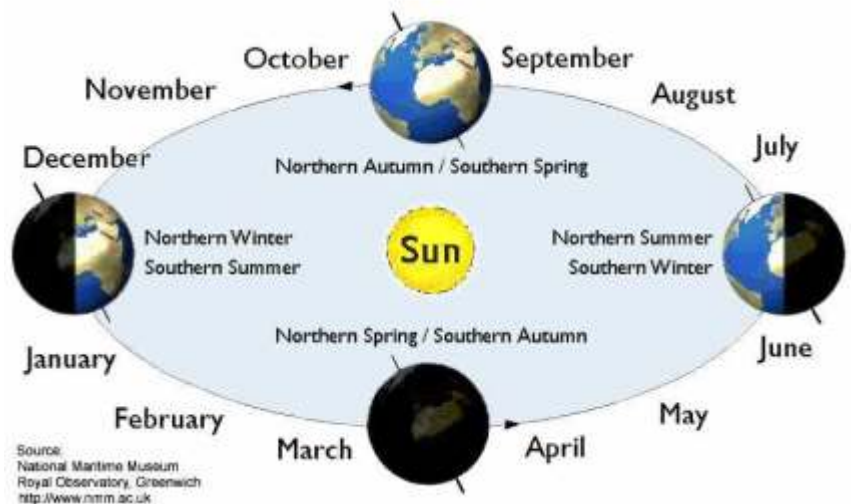 October
September
November
August
December
July
Northern Autumn / Southern Spring
Northern Winter
Southern Summer
Sun
Northern Summer
Southern Winter
Northern Spring / Southern Autumn
January
June
February
May
March
April
Source:
National Maritime Museum
Royal Observatory, Greenwich
http://www.nmm.ac.uk